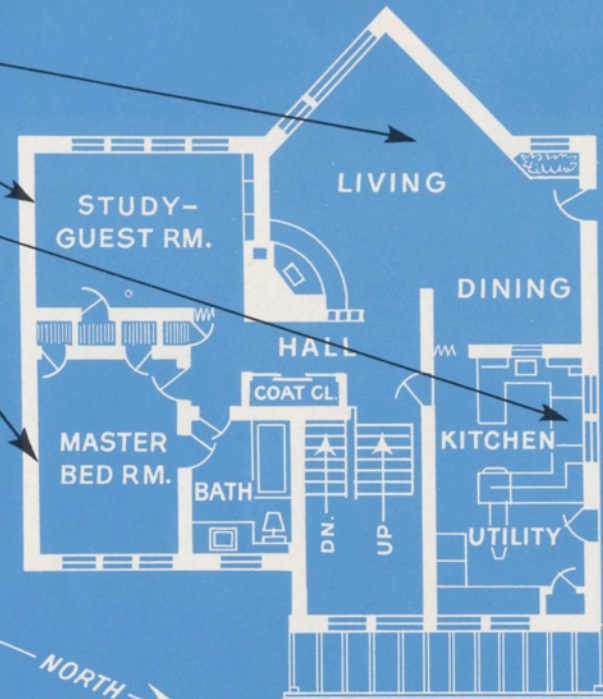 LIVING
STUDY-
GUEST RM.
DINING
HALL
COAT CL.
MASTER
BED RM.
BATH
KITCHEN
DN.
UP
UTILITY
NORTH